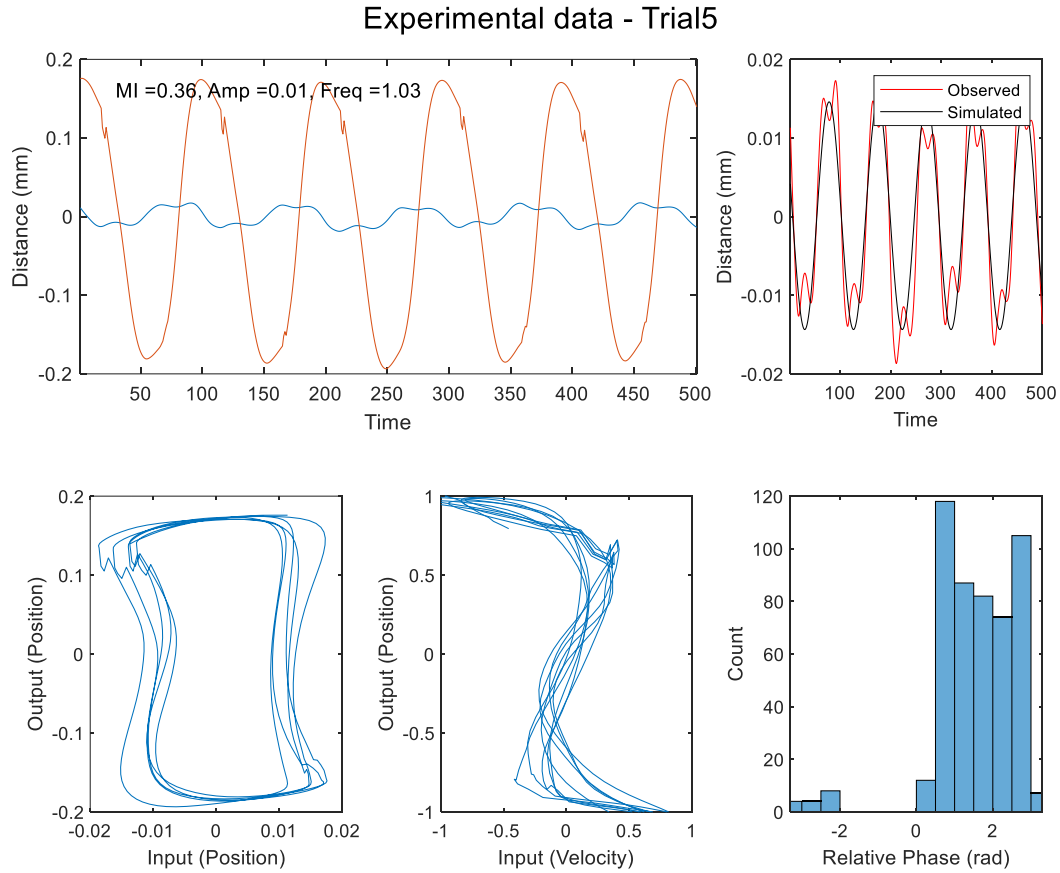 Experimental data - Trial5
MI =0.36, Amp =0.01, Freq =1.03
0.2
0.1
0
-0.1
-0.2
Distance (mm)
50 100 150 200 250 300 350 400 450 500
Time
Observed
Simulated
0.02
0.01
0
-0.01
-0.02
Distance (mm)
100 200 300 400 500
Time
0.2
0.1
0
-0.1
-0.2
Output (Position)
-0.02 -0.01 0 0.01 0.02
Input (Position)
1
0.5
0
-0.5
-1
Output (Position)
-1 -0.5 0 0.5 1
Input (Velocity)
120
100
80
60
40
20
0
Count
-2 0 2
Relative Phase (rad)